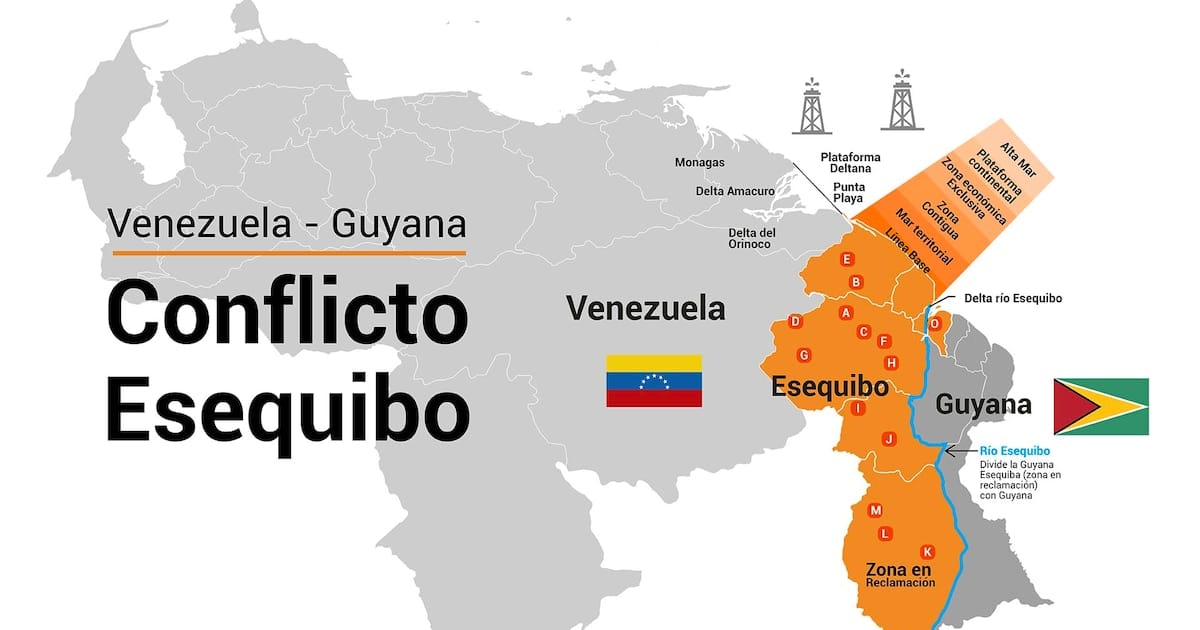 Venezuela - Guyana
Conflicto
Esequibo
Venezuela
Monagas
Delta Amacuro
Delta del
Orinoco
Plataforma
Deltana
Punta
Playa
Alta Mar
Plataforma
continental
Zona económica
Exclusiva
Zona
Contigua
Mar territorial
Línea Base
Delta río Esequibo
E
B
D
A
C
F
G
H
O
Esequibo
I
J
Guyana
Río Esequibo
Divide la Guyana
Esequiba (zona en
reclamación)
con Guyana
M
L
K
Zona en
Reclamación